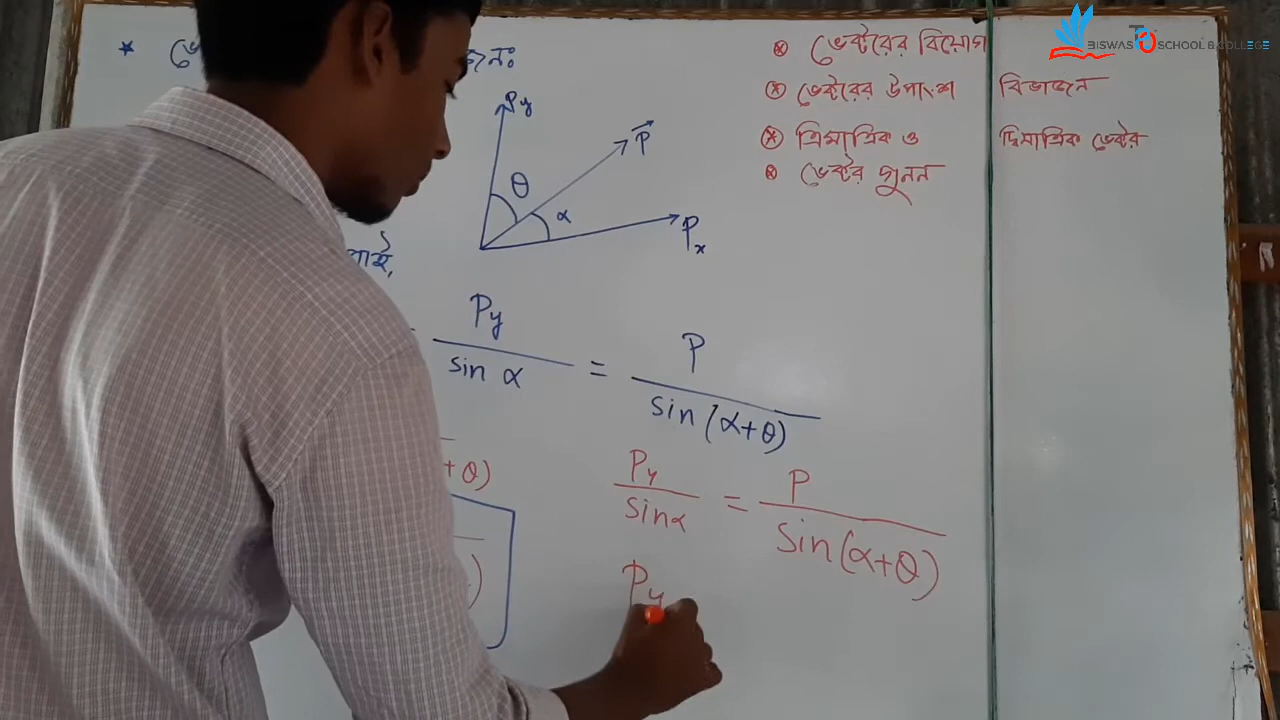 * ভে জনঃ
Py
θ
P⃗
α
Px
পাই,
Py / sin α = P / sin (α+θ)
+ θ)
Py / sinα = P / sin(α+θ)
Py
⊛ ভেক্টরের বিয়োগ
⊛ ভেক্টরের উপাংশ বিভাজন
⊛ ত্রিমাত্রিক ও দ্বিমাত্রিক ভেক্টর
⊛ ভেক্টর গুনন
BISWAS SCHOOL & COLLEGE